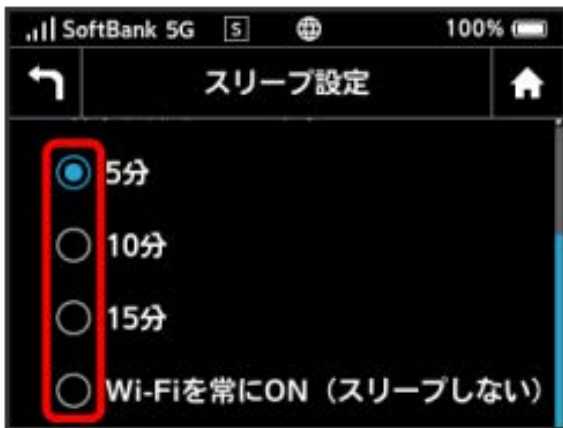 SoftBank 5G S 100%
スリープ設定
5分
10分
15分
Wi-Fiを常にON（スリープしない）